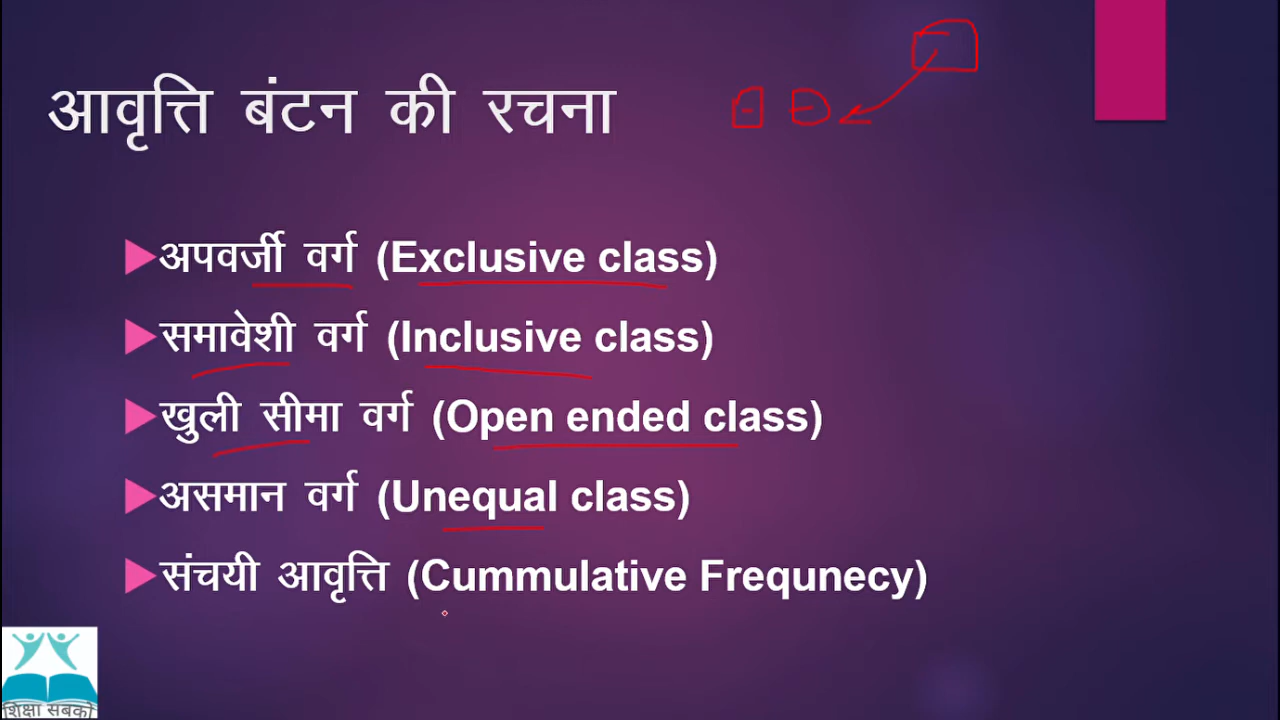 आवृत्ति बंटन की रचना
अपवर्जी वर्ग (Exclusive class)
समावेशी वर्ग (Inclusive class)
खुली सीमा वर्ग (Open ended class)
असमान वर्ग (Unequal class)
संचयी आवृत्ति (Cummulative Frequnecy)
शिक्षा सबको